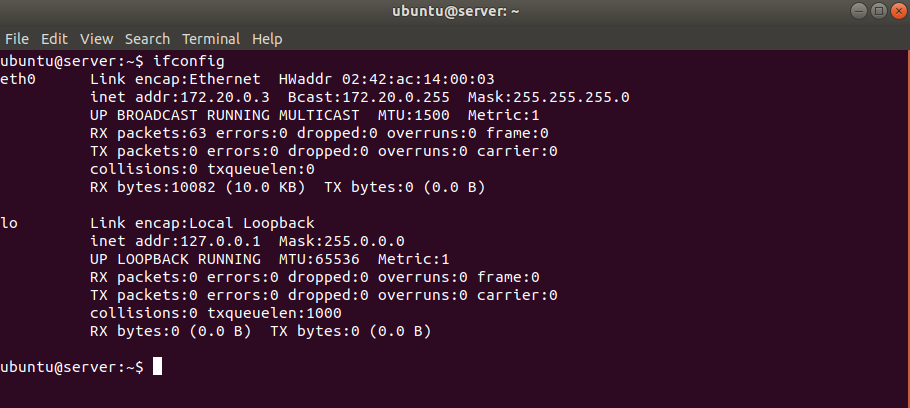 ubuntu@server: ~
File Edit View Search Terminal Help
ubuntu@server:~$ ifconfig
eth0      Link encap:Ethernet  HWaddr 02:42:ac:14:00:03
          inet addr:172.20.0.3  Bcast:172.20.0.255  Mask:255.255.255.0
          UP BROADCAST RUNNING MULTICAST  MTU:1500  Metric:1
          RX packets:63 errors:0 dropped:0 overruns:0 frame:0
          TX packets:0 errors:0 dropped:0 overruns:0 carrier:0
          collisions:0 txqueuelen:0
          RX bytes:10082 (10.0 KB)  TX bytes:0 (0.0 B)

lo        Link encap:Local Loopback
          inet addr:127.0.0.1  Mask:255.0.0.0
          UP LOOPBACK RUNNING  MTU:65536  Metric:1
          RX packets:0 errors:0 dropped:0 overruns:0 frame:0
          TX packets:0 errors:0 dropped:0 overruns:0 carrier:0
          collisions:0 txqueuelen:1000
          RX bytes:0 (0.0 B)  TX bytes:0 (0.0 B)

ubuntu@server:~$